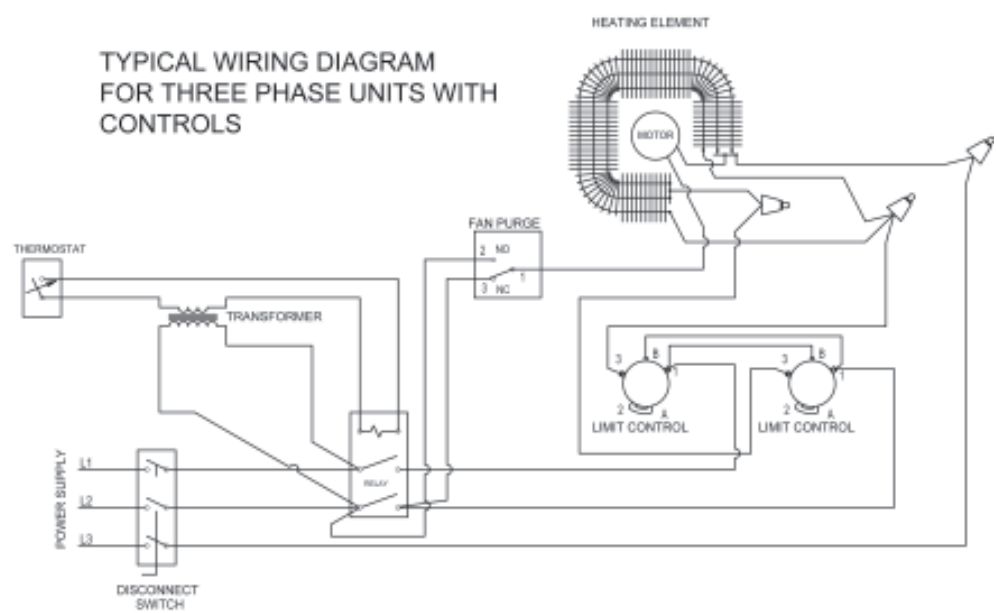 HEATING ELEMENT
TYPICAL WIRING DIAGRAM
FOR THREE PHASE UNITS WITH
CONTROLS
MOTOR
FAN PURGE
2 NO
1
3 NC
THERMOSTAT
TRANSFORMER
3 B 1
2 A
LIMIT CONTROL
3 B 1
2 A
LIMIT CONTROL
POWER SUPPLY
L1
L2
L3
RELAY
DISCONNECT
SWITCH